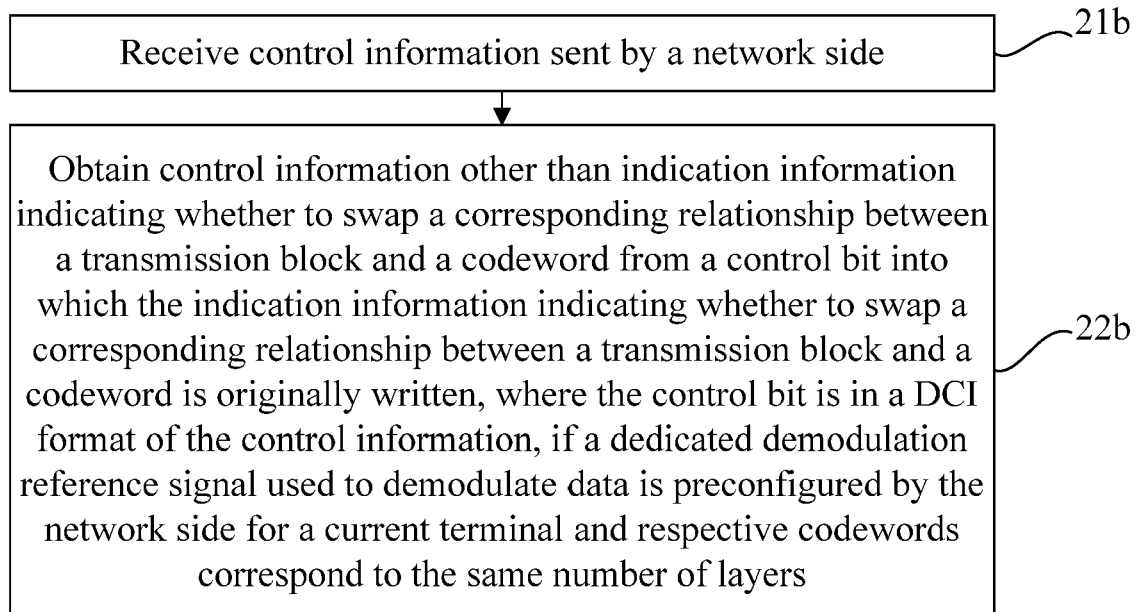 Receive control information sent by a network side
21b
Obtain control information other than indication information
indicating whether to swap a corresponding relationship between
a transmission block and a codeword from a control bit into
which the indication information indicating whether to swap a
corresponding relationship between a transmission block and a
codeword is originally written, where the control bit is in a DCI
format of the control information, if a dedicated demodulation
reference signal used to demodulate data is preconfigured by the
network side for a current terminal and respective codewords
correspond to the same number of layers
22b